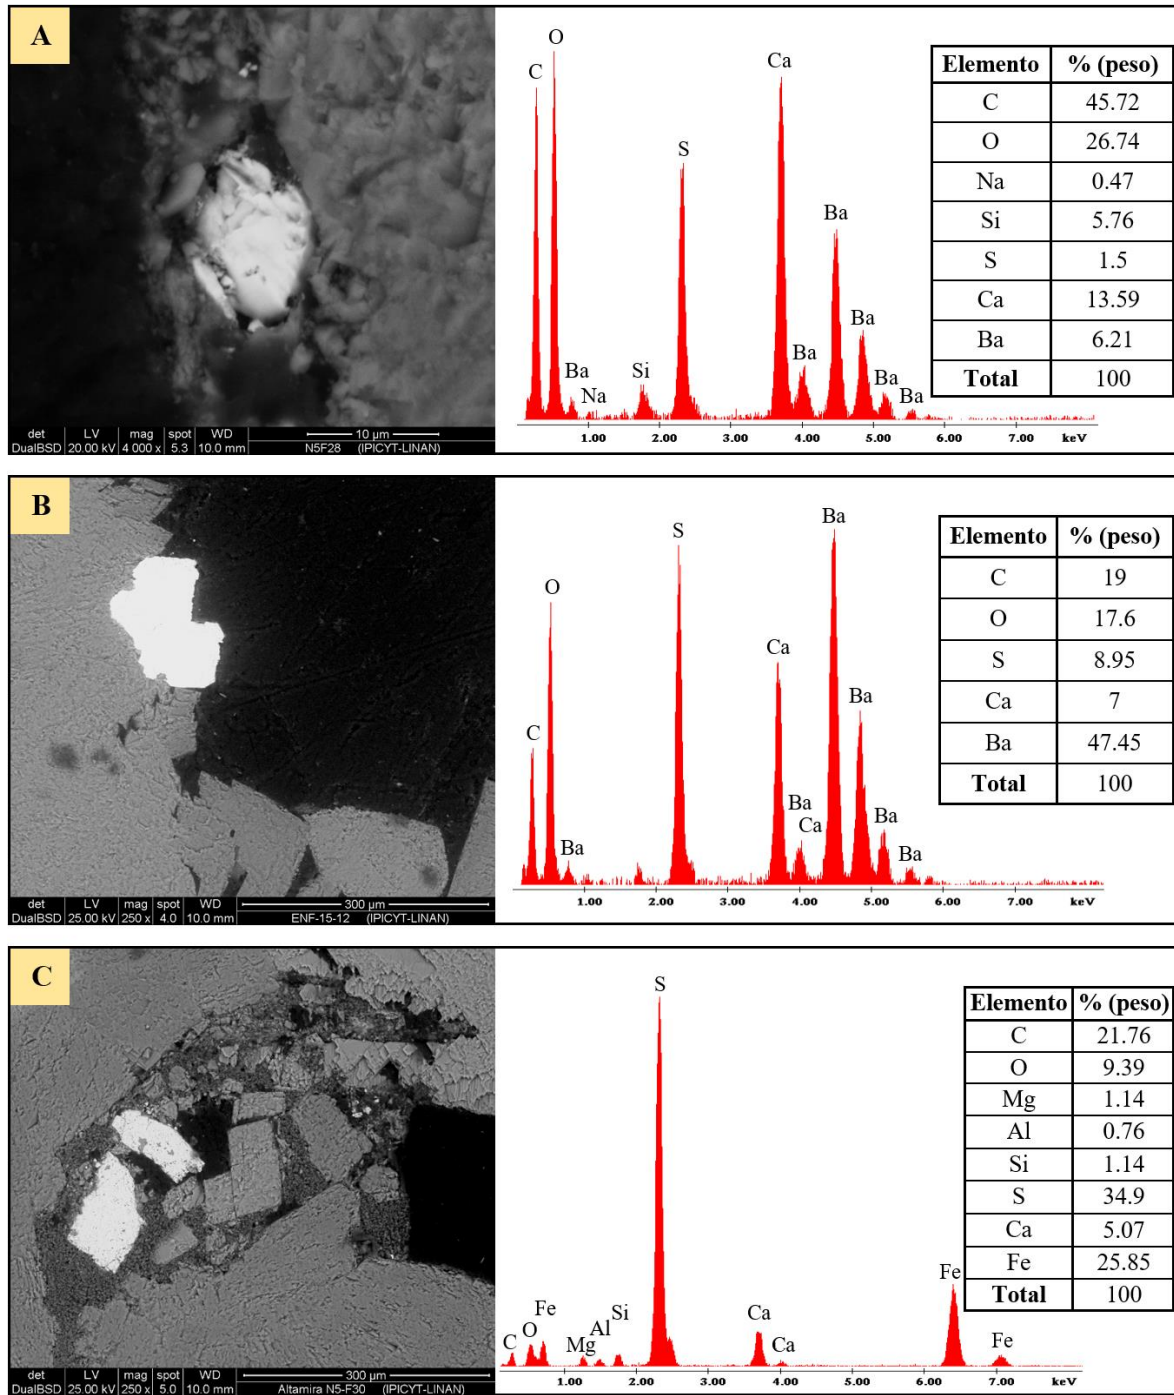 A
det LV mag spot WD 10 µm
DualBSD 20.00 kV 4 000 x 5.3 10.0 mm N5F28 (IPICYT-LINAN)
C O Ba Na Si S Ca Ba Ba Ba Ba Ba
1.00 2.00 3.00 4.00 5.00 6.00 7.00 keV
Elemento % (peso)
C 45.72
O 26.74
Na 0.47
Si 5.76
S 1.5
Ca 13.59
Ba 6.21
Total 100
B
det LV mag spot WD 300 µm
DualBSD 25.00 kV 250 x 4.0 10.0 mm ENF-15-12 (IPICYT-LINAN)
C O Ba S Ca Ba Ca Ba Ba Ba Ba
1.00 2.00 3.00 4.00 5.00 6.00 7.00 keV
Elemento % (peso)
C 19
O 17.6
S 8.95
Ca 7
Ba 47.45
Total 100
C
det LV mag spot WD 300 µm
DualBSD 25.00 kV 250 x 5.0 10.0 mm Altamira N5-F30 (IPICYT-LINAN)
C O Fe Mg Al Si S Ca Ca Fe Fe
1.00 2.00 3.00 4.00 5.00 6.00 keV
Elemento % (peso)
C 21.76
O 9.39
Mg 1.14
Al 0.76
Si 1.14
S 34.9
Ca 5.07
Fe 25.85
Total 100